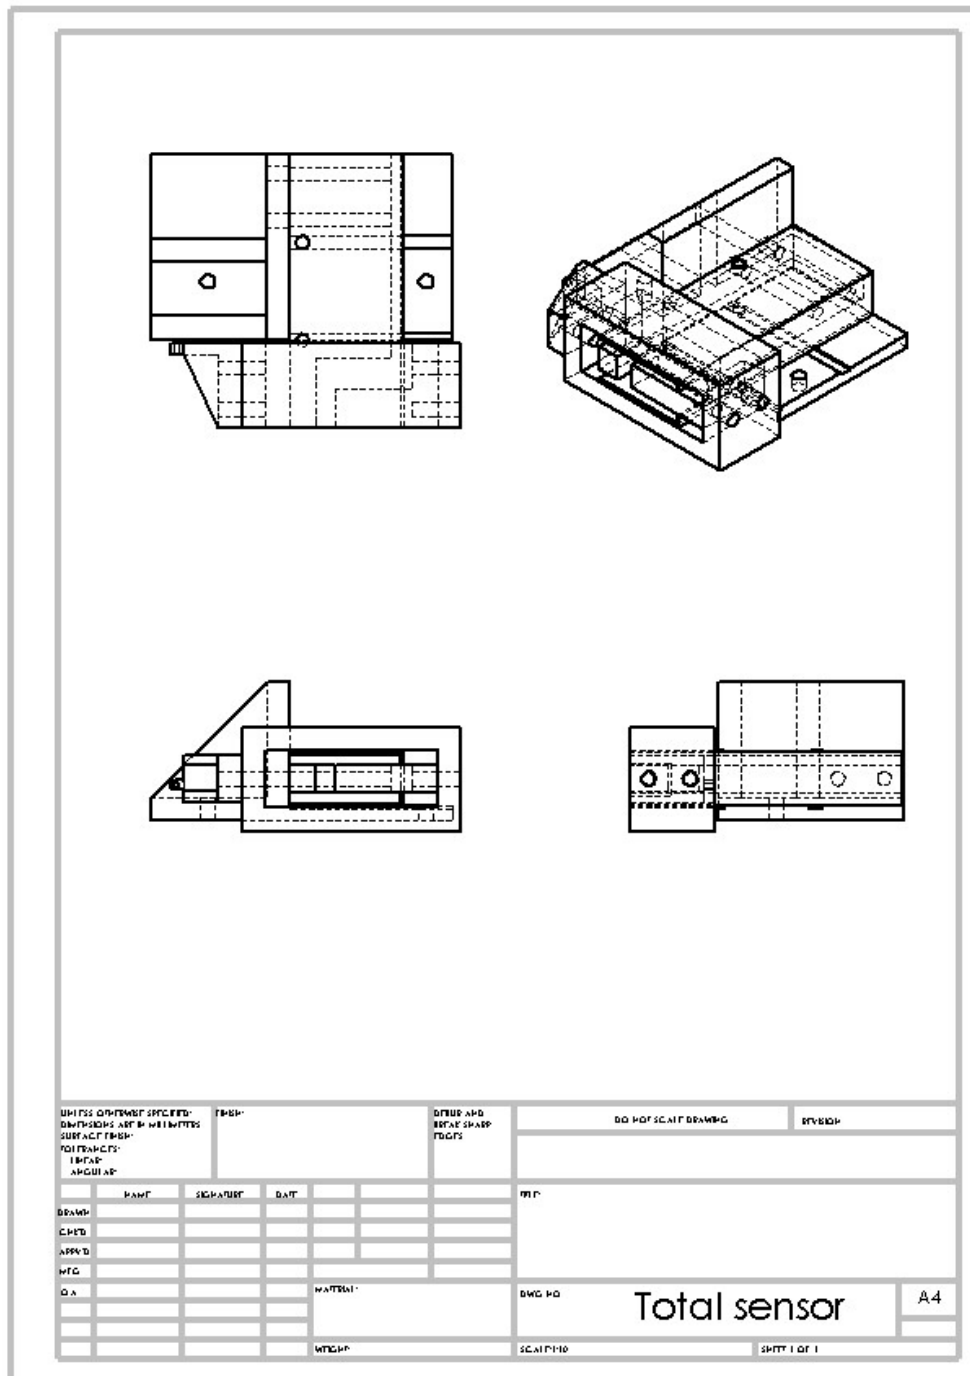 UNLESS OTHERWISE SPECIFIED:
DIMENSIONS ARE IN MILLIMETERS
SURFACE FINISH:
TOLERANCES:
LINEAR:
ANGULAR:
FINISH:
DEBUR AND
BREAK SHARP
EDGES
DO NOT SCALE DRAWING
REVISION
NAME
SIGNATURE
DATE
TITLE:
DRAWN
CHK'D
APPV'D
MFG
Q.A
MATERIAL:
DWG NO.
Total sensor
A4
WEIGHT:
SCALE:1:10
SHEET 1 OF 1